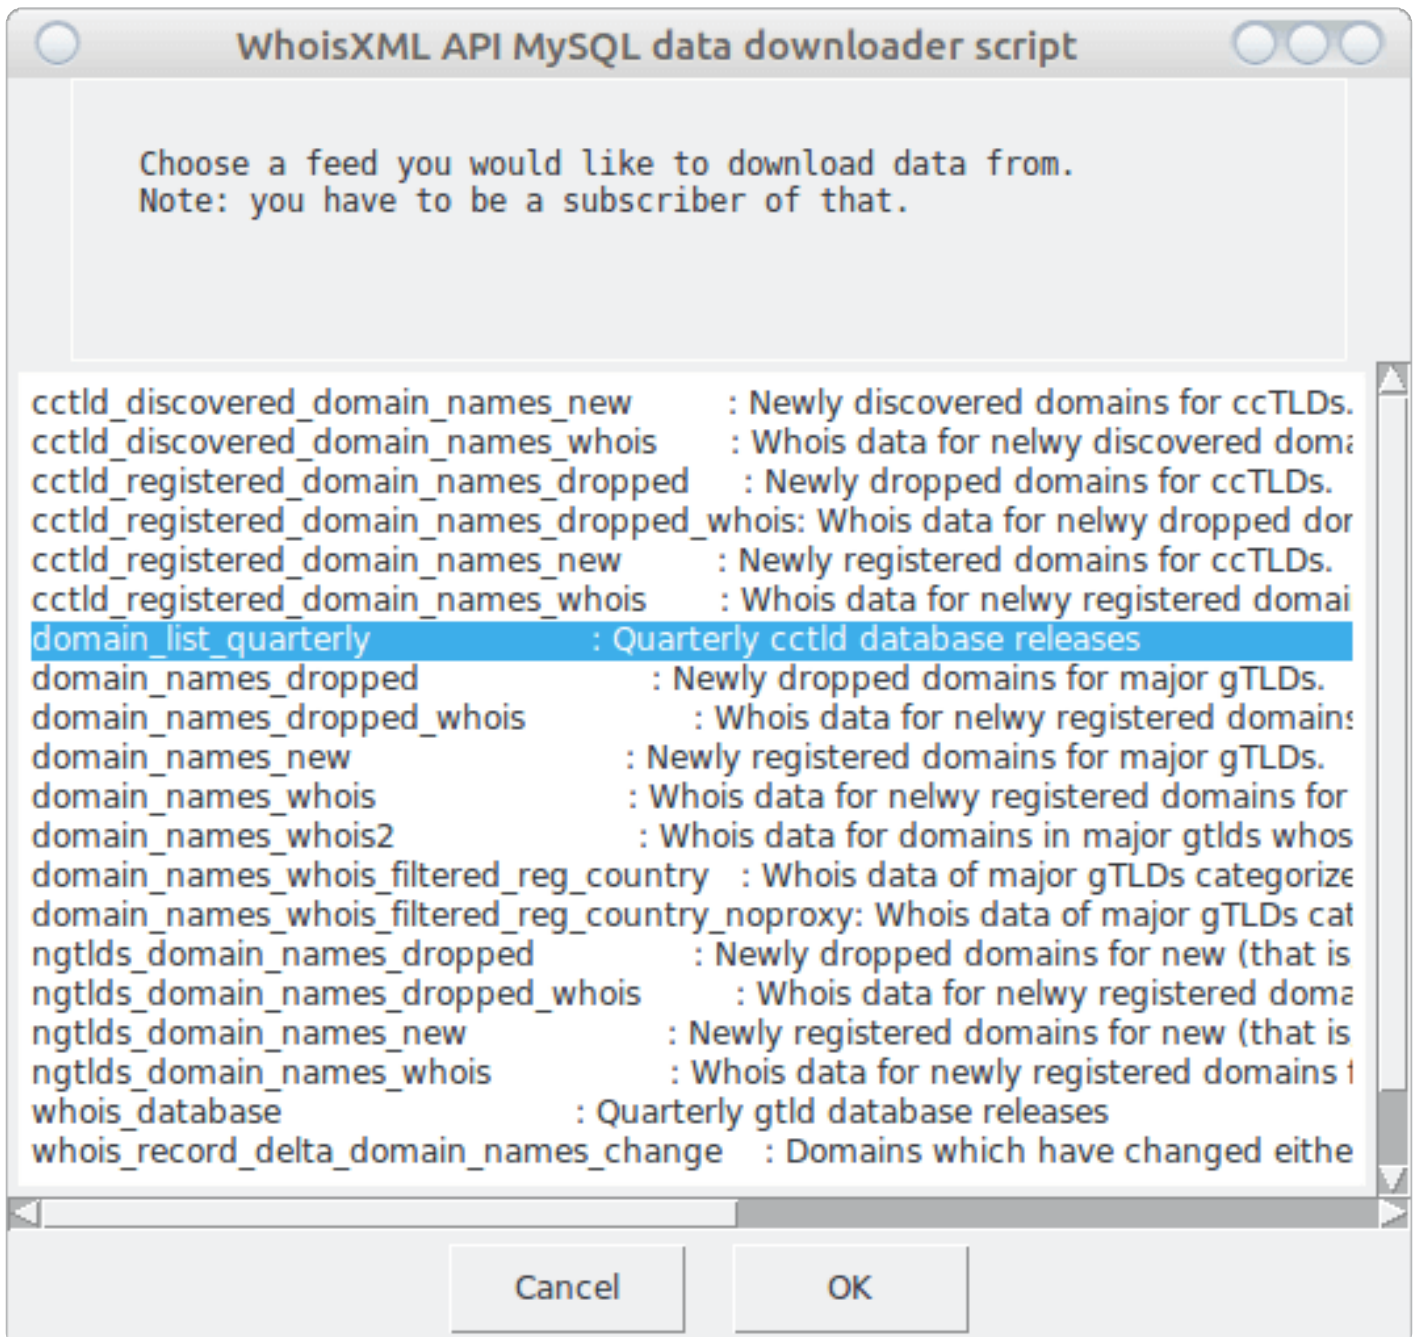 WhoisXML API MySQL data downloader script
Choose a feed you would like to download data from.
Note: you have to be a subscriber of that.
cctld_discovered_domain_names_new : Newly discovered domains for ccTLDs.
cctld_discovered_domain_names_whois : Whois data for nelwy discovered doma
cctld_registered_domain_names_dropped : Newly dropped domains for ccTLDs.
cctld_registered_domain_names_dropped_whois: Whois data for nelwy dropped
cctld_registered_domain_names_new : Newly registered domains for ccTLDs.
cctld_registered_domain_names_whois : Whois data for nelwy registered domai
domain_list_quarterly : Quarterly cctld database releases
domain_names_dropped : Newly dropped domains for major gTLDs.
domain_names_dropped_whois : Whois data for nelwy registered domains
domain_names_new : Newly registered domains for major gTLDs.
domain_names_whois : Whois data for nelwy registered domains for
domain_names_whois2 : Whois data for domains in major gtlds whos
domain_names_whois_filtered_reg_country : Whois data of major gTLDs categorize
domain_names_whois_filtered_reg_country_noproxy: Whois data of major gTLDs cat
ngtlds_domain_names_dropped : Newly dropped domains for new (that is
ngtlds_domain_names_dropped_whois : Whois data for nelwy registered doma
ngtlds_domain_names_new : Newly registered domains for new (that is
ngtlds_domain_names_whois : Whois data for newly registered domains
whois_database : Quarterly gtld database releases
whois_record_delta_domain_names_change : Domains which have changed eithe
Cancel
OK